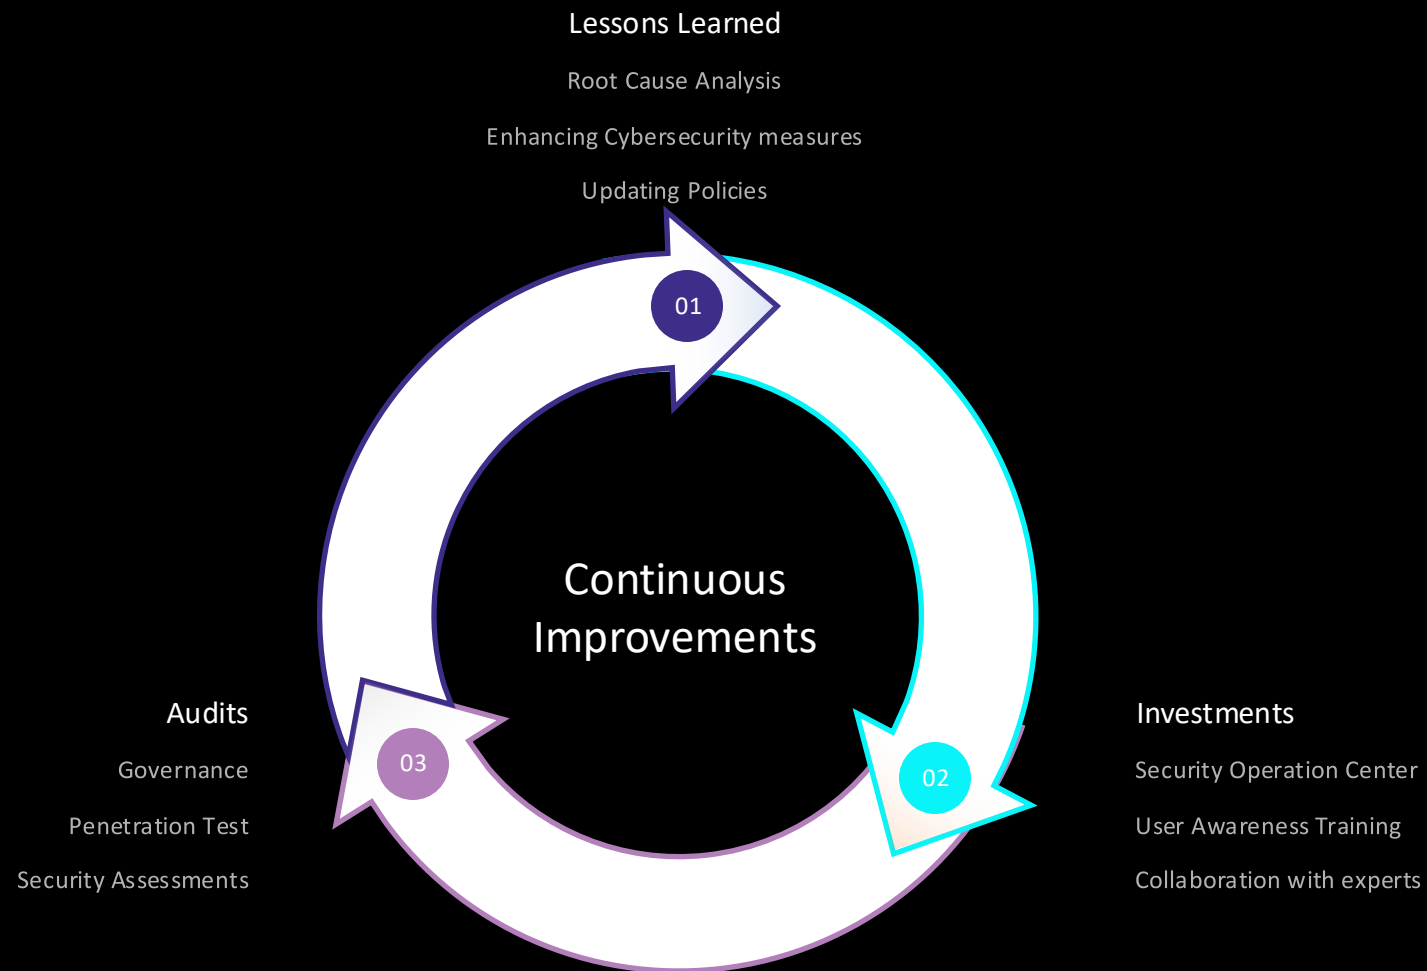 Lessons Learned
Root Cause Analysis
Enhancing Cybersecurity measures
Updating Policies
01
Continuous
Improvements
Audits
Governance
Penetration Test
Security Assessments
03
02
Investments
Security Operation Center
User Awareness Training
Collaboration with experts